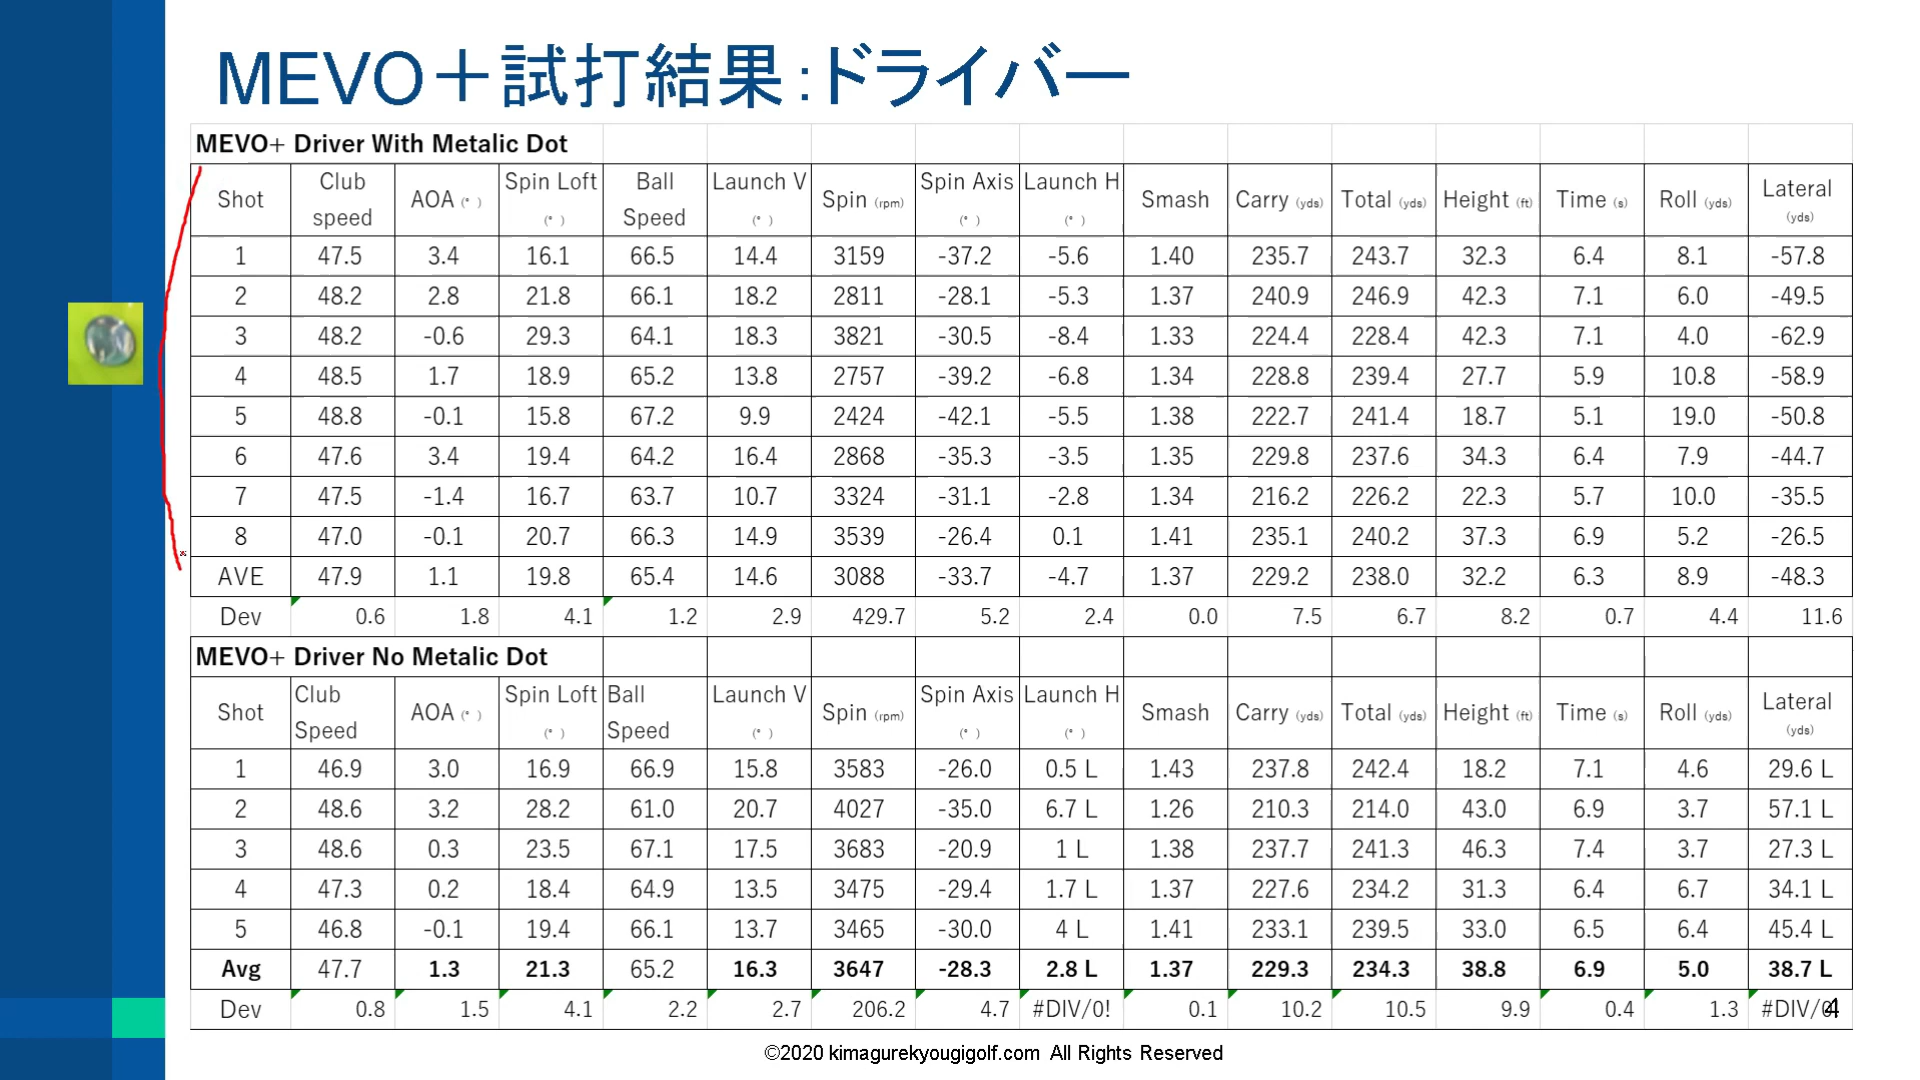 MEVO＋試打結果：ドライバー
MEVO+ Driver With Metalic Dot
Shot Club speed AOA (° ) Spin Loft (° ) Ball Speed Launch V (° ) Spin (rpm) Spin Axis (° ) Launch H (° ) Smash Carry (yds) Total (yds) Height (ft) Time (s) Roll (yds) Lateral (yds)
1 47.5 3.4 16.1 66.5 14.4 3159 -37.2 -5.6 1.40 235.7 243.7 32.3 6.4 8.1 -57.8
2 48.2 2.8 21.8 66.1 18.2 2811 -28.1 -5.3 1.37 240.9 246.9 42.3 7.1 6.0 -49.5
3 48.2 -0.6 29.3 64.1 18.3 3821 -30.5 -8.4 1.33 224.4 228.4 42.3 7.1 4.0 -62.9
4 48.5 1.7 18.9 65.2 13.8 2757 -39.2 -6.8 1.34 228.8 239.4 27.7 5.9 10.8 -58.9
5 48.8 -0.1 15.8 67.2 9.9 2424 -42.1 -5.5 1.38 222.7 241.4 18.7 5.1 19.0 -50.8
6 47.6 3.4 19.4 64.2 16.4 2868 -35.3 -3.5 1.35 229.8 237.6 34.3 6.4 7.9 -44.7
7 47.5 -1.4 16.7 63.7 10.7 3324 -31.1 -2.8 1.34 216.2 226.2 22.3 5.7 10.0 -35.5
8 47.0 -0.1 20.7 66.3 14.9 3539 -26.4 0.1 1.41 235.1 240.2 37.3 6.9 5.2 -26.5
AVE 47.9 1.1 19.8 65.4 14.6 3088 -33.7 -4.7 1.37 229.2 238.0 32.2 6.3 8.9 -48.3
Dev 0.6 1.8 4.1 1.2 2.9 429.7 5.2 2.4 0.0 7.5 6.7 8.2 0.7 4.4 11.6
MEVO+ Driver No Metalic Dot
Shot Club Speed AOA (° ) Spin Loft (° ) Ball Speed Launch V (° ) Spin (rpm) Spin Axis (° ) Launch H (° ) Smash Carry (yds) Total (yds) Height (ft) Time (s) Roll (yds) Lateral (yds)
1 46.9 3.0 16.9 66.9 15.8 3583 -26.0 0.5 L 1.43 237.8 242.4 18.2 7.1 4.6 29.6 L
2 48.6 3.2 28.2 61.0 20.7 4027 -35.0 6.7 L 1.26 210.3 214.0 43.0 6.9 3.7 57.1 L
3 48.6 0.3 23.5 67.1 17.5 3683 -20.9 1 L 1.38 237.7 241.3 46.3 7.4 3.7 27.3 L
4 47.3 0.2 18.4 64.9 13.5 3475 -29.4 1.7 L 1.37 227.6 234.2 31.3 6.4 6.7 34.1 L
5 46.8 -0.1 19.4 66.1 13.7 3465 -30.0 4 L 1.41 233.1 239.5 33.0 6.5 6.4 45.4 L
Avg 47.7 1.3 21.3 65.2 16.3 3647 -28.3 2.8 L 1.37 229.3 234.3 38.8 6.9 5.0 38.7 L
Dev 0.8 1.5 4.1 2.2 2.7 206.2 4.7 #DIV/0! 0.1 10.2 10.5 9.9 0.4 1.3 #DIV/0!
4
©2020 kimagurekyougigolf.com All Rights Reserved